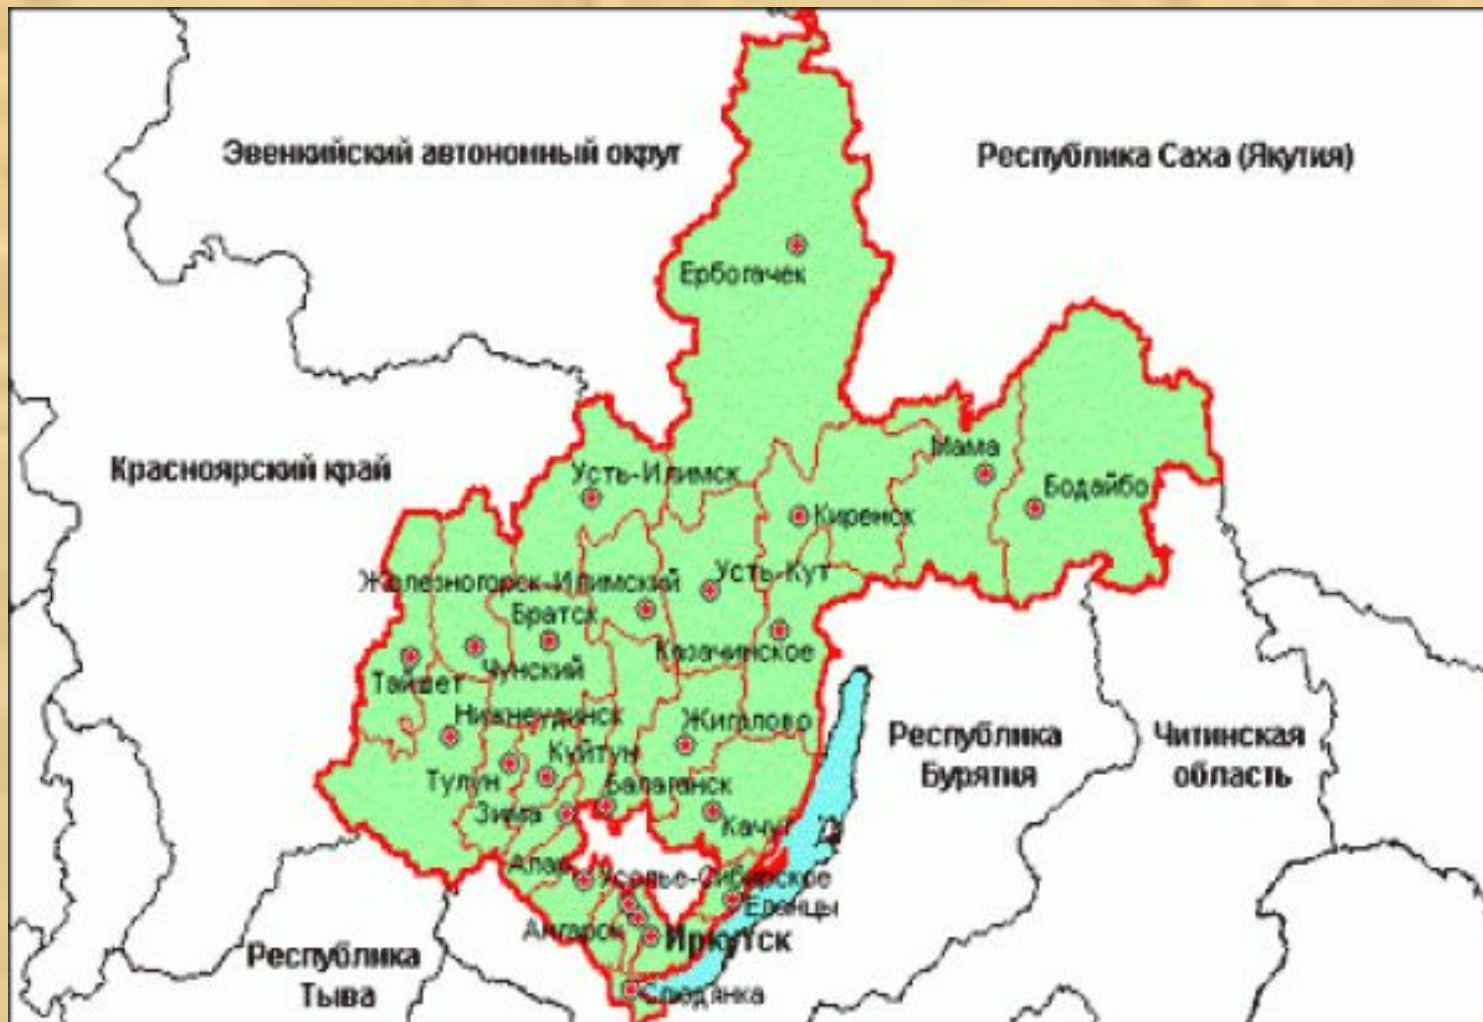 Эвенкийский автономный округ
Республика Саха (Якутия)
Ербогачек
Красноярский край
Мама
Усть-Илимск
Бодайбо
Киренск
Железногорск-Илимский
Усть-Кут
Братск
Казачинское
Чунский
Тайшет
Нижнеудинск
Жигалово
Республика
Бурятия
Читинская
область
Куйтун
Тулун
Балаганск
Зима
Качуг
Усолье-Сибирское
Еланцы
Ангарск
Иркутск
Республика
Тыва
Слюдянка